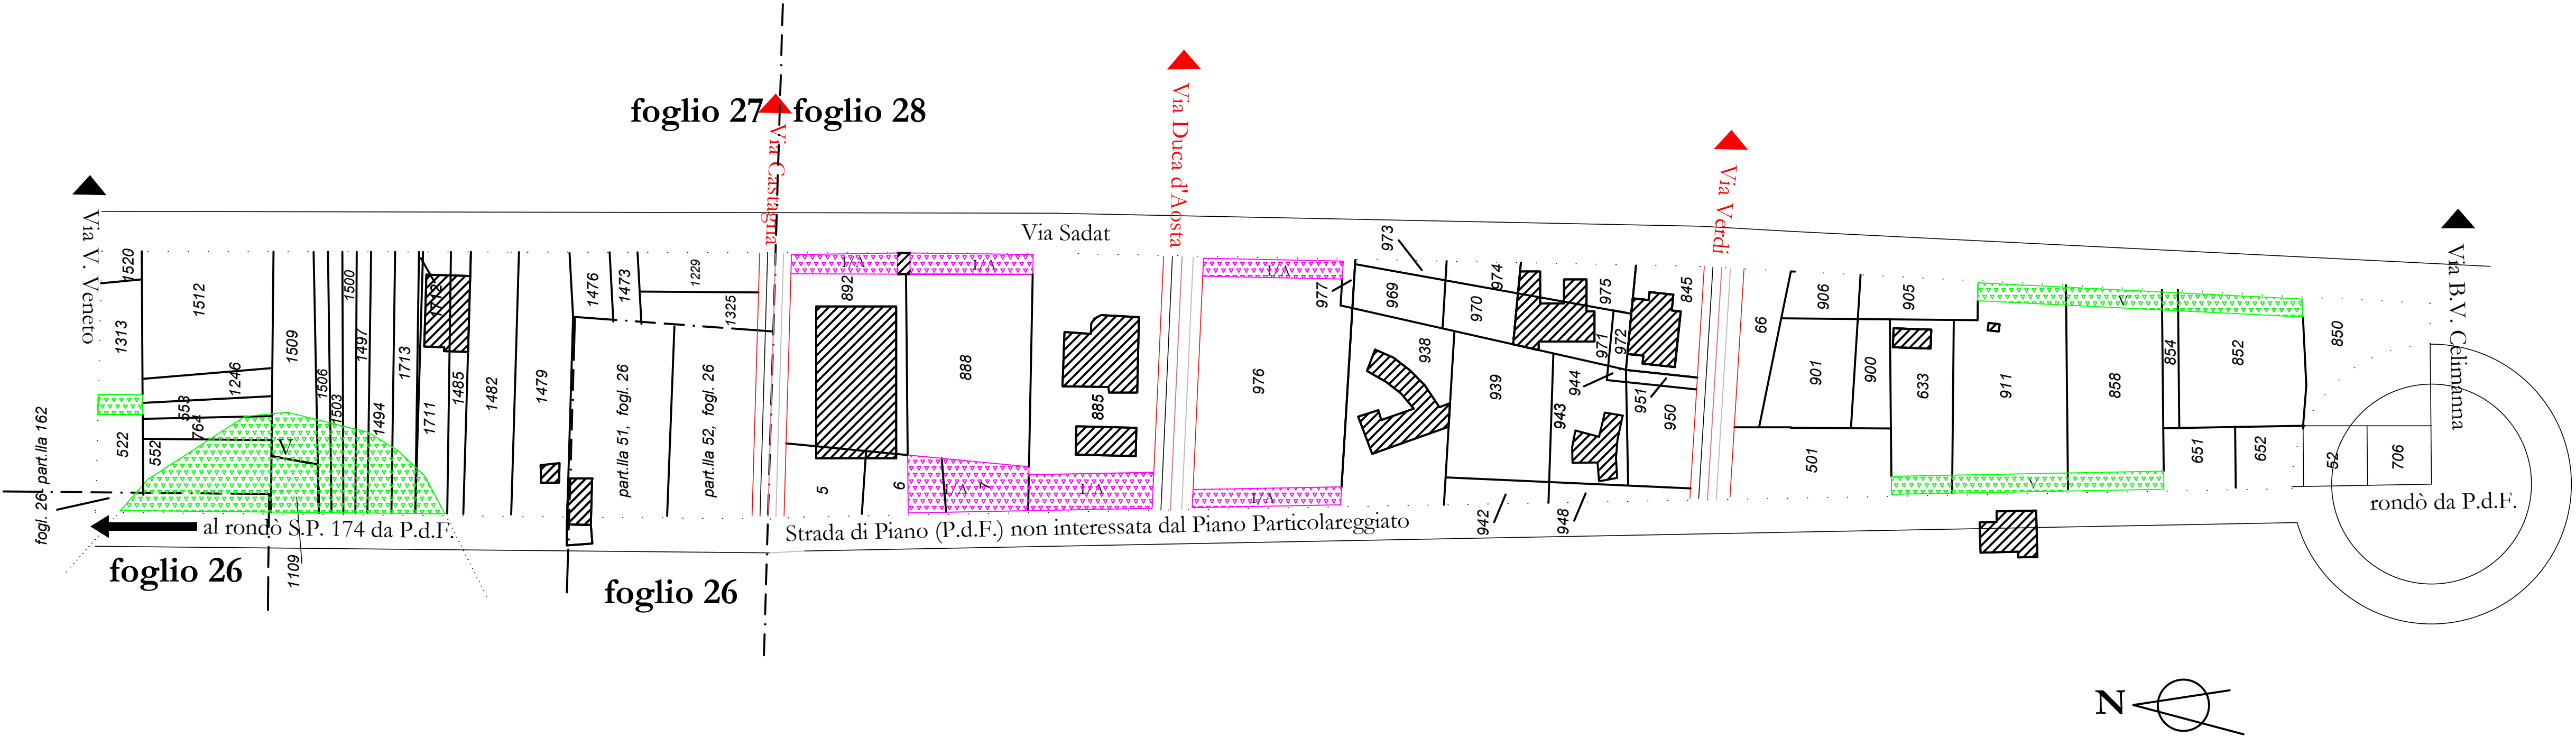 foglio 27
foglio 28
Via V. Veneto
Via Castagna
Via Duca d'Aosta
Via Verdi
Via B.V. Celimanna
Via Sadat
1520
1313
1512
1246
553
764
522
552
1509
1506
1500
1503
1497
1494
1713
1712
1711
1485
1482
1479
1476
1473
1229
1325
part.lla 51, fogl. 26
part.lla 52, fogl. 26
V
I/A
I/A
892
888
5
6
I/A
7
I/A
885
I/A
976
I/A
977
973
969
970
974
975
971
972
845
938
939
943
944
951
950
942
948
66
906
905
901
900
501
633
911
858
854
852
850
V
V
651
652
52
706
fogl. 26- part.lla 162
al rondò S.P. 174 da P.d.F.
1109
foglio 26
foglio 26
Strada di Piano (P.d.F.) non interessata dal Piano Particolareggiato
rondò da P.d.F.
N